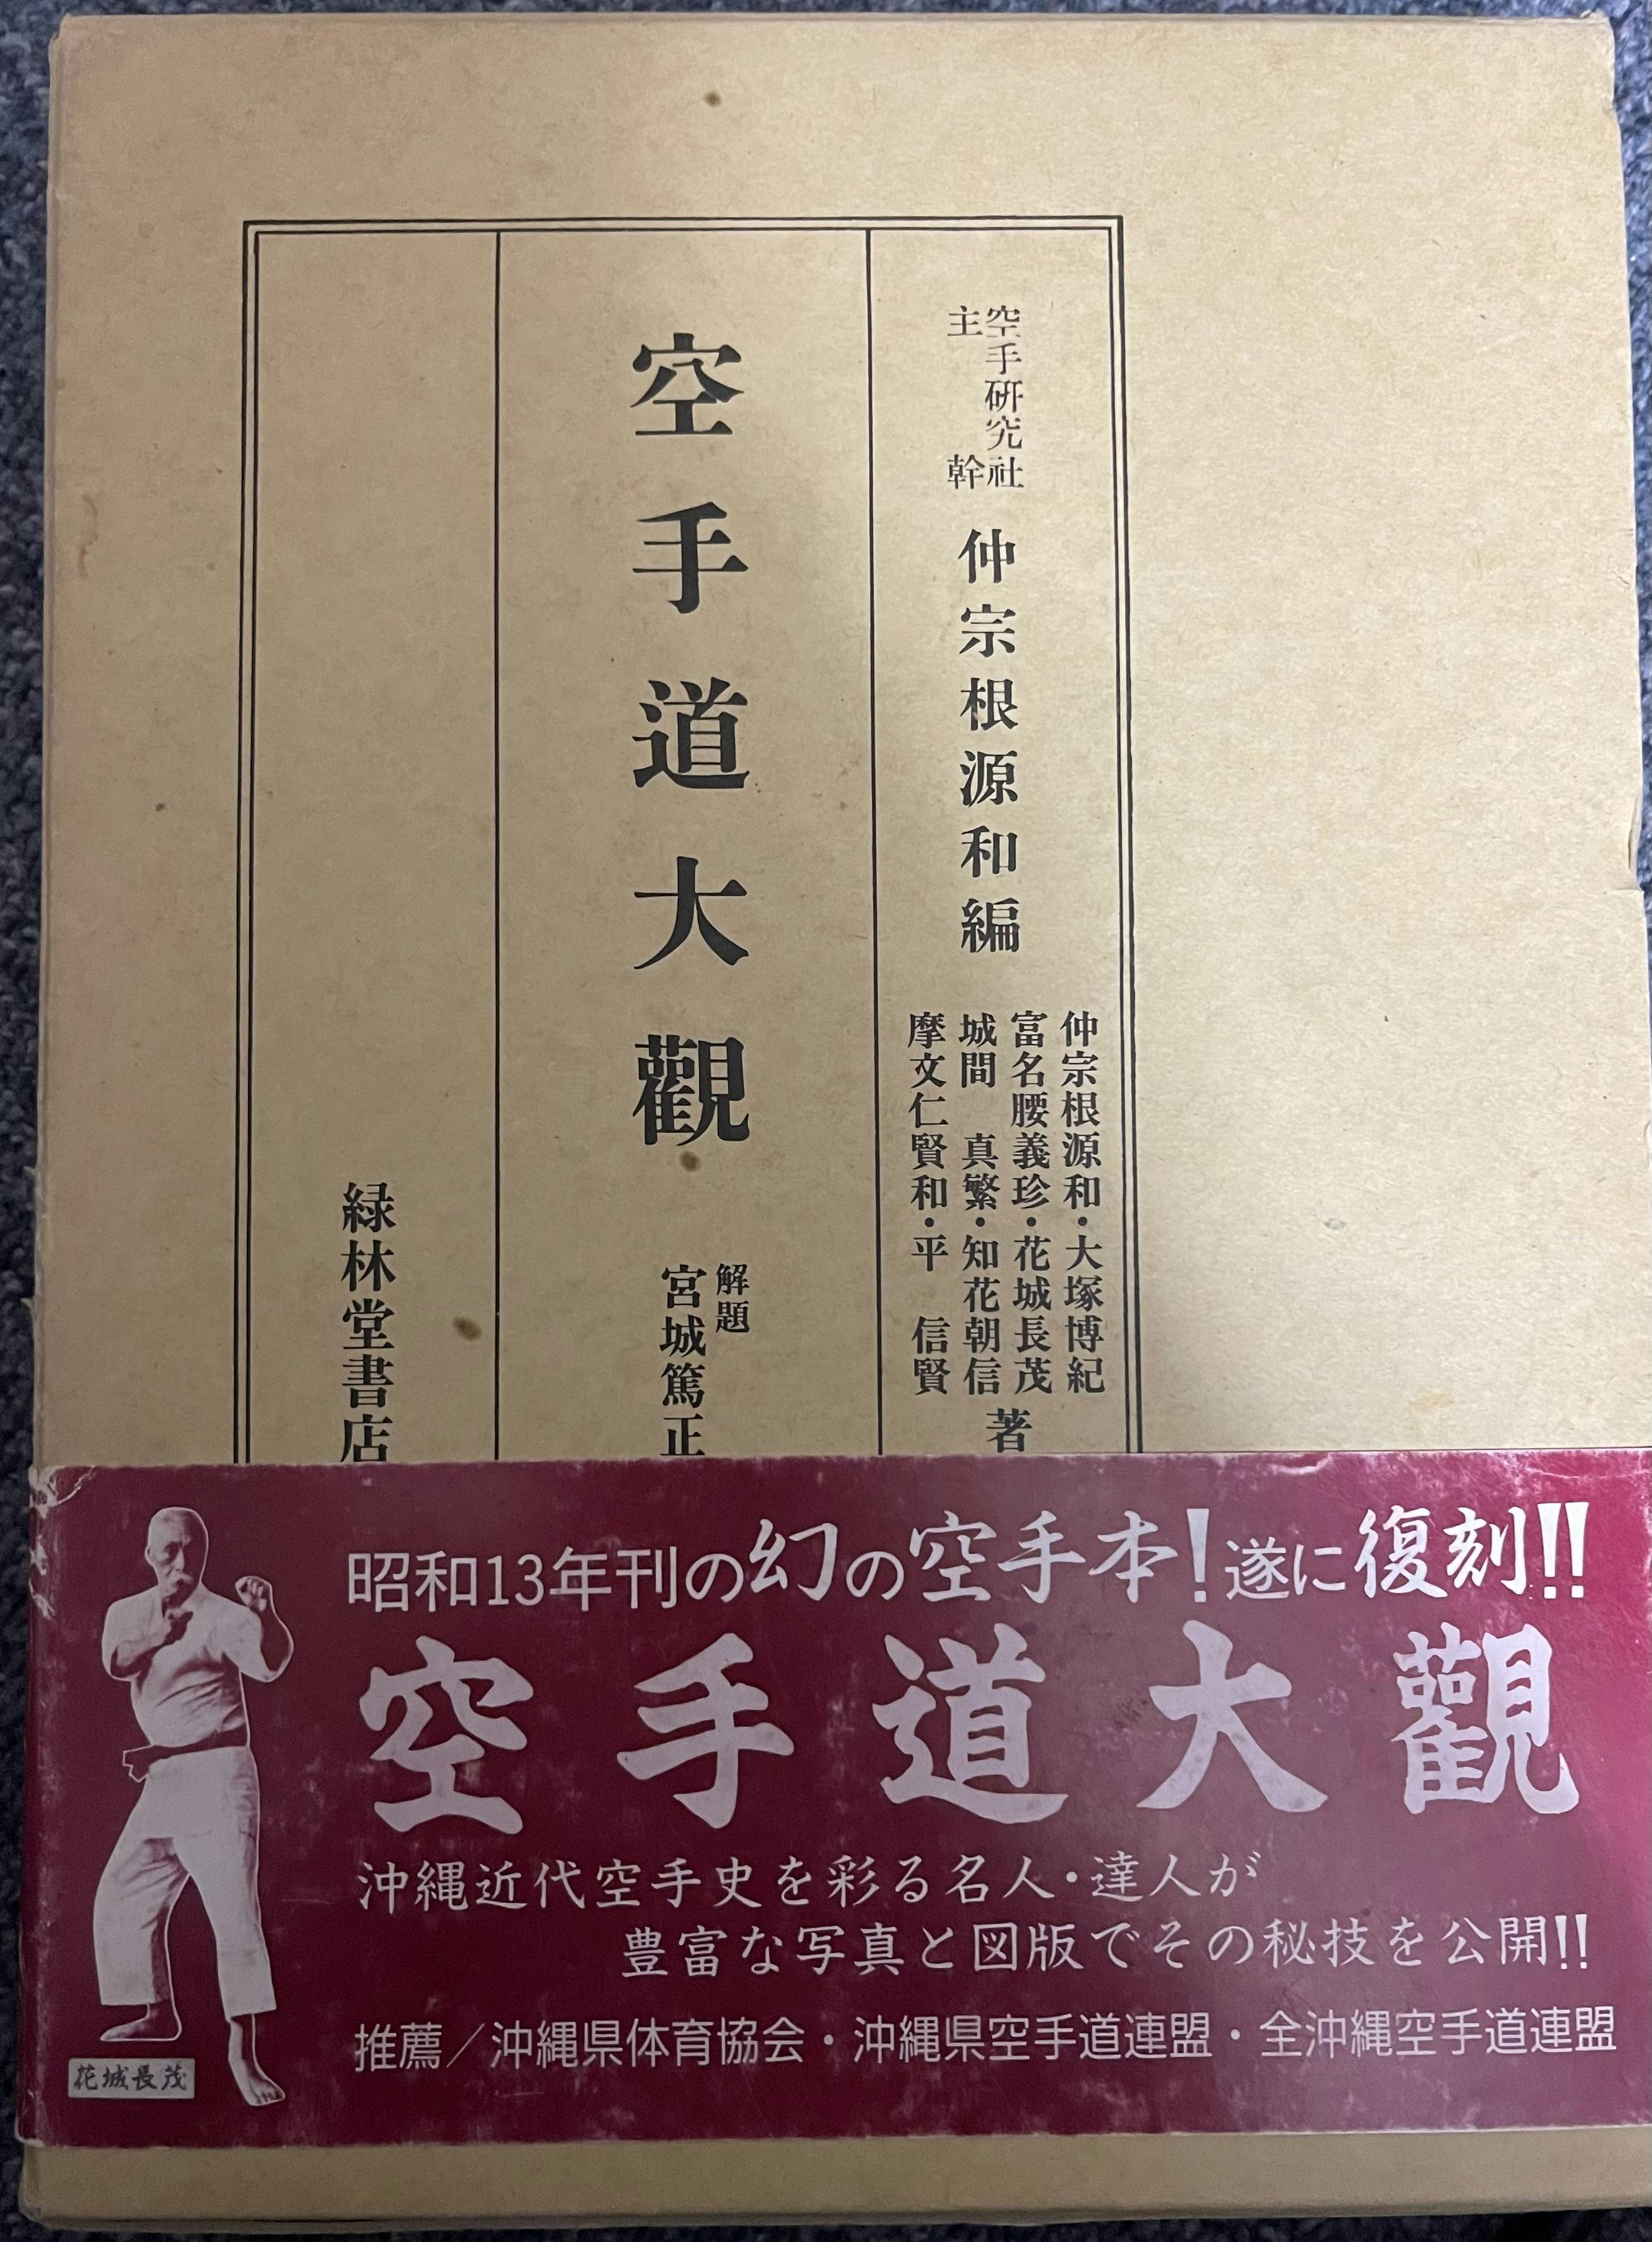 空手研究社
主幹
仲宗根源和編
仲宗根源和・大塚博紀
富名腰義珍・花城長茂
城間　真繁・知花朝信
摩文仁賢和・平　信賢
著
空手道大觀
解題
宮城篤正
緑林堂書店
昭和13年刊の幻の空手本！遂に復刻!!
空手道大觀
沖縄近代空手史を彩る名人・達人が
豊富な写真と図版でその秘技を公開!!
推薦／沖縄県体育協会・沖縄県空手道連盟・全沖縄空手道連盟
花城長茂